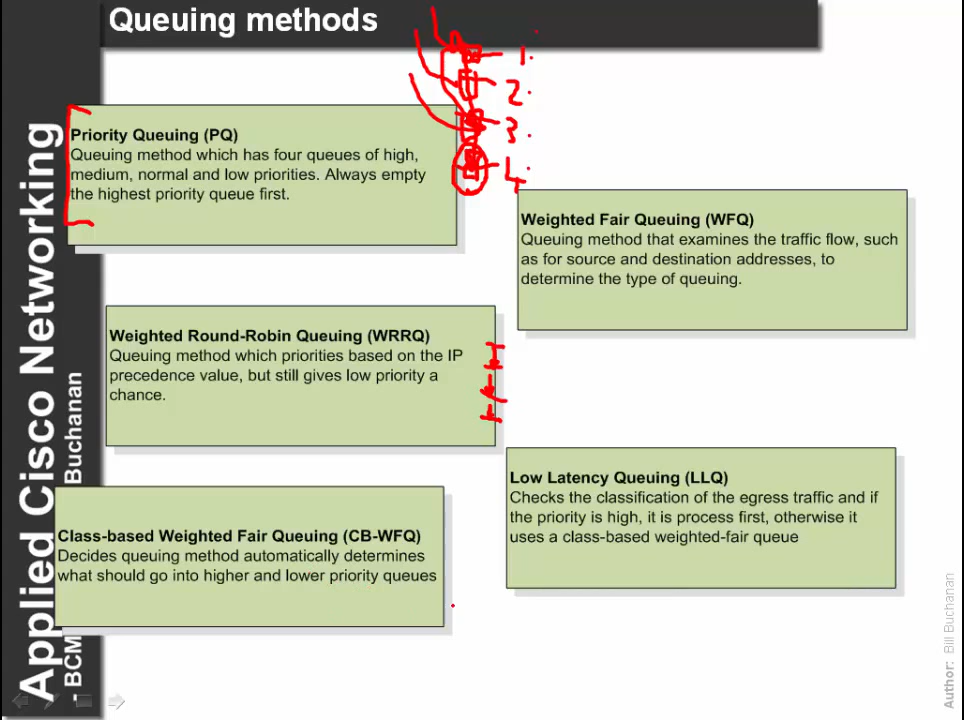 Queuing methods
1
2
3
4
Priority Queuing (PQ)
Queuing method which has four queues of high,
medium, normal and low priorities. Always empty
the highest priority queue first.
Weighted Fair Queuing (WFQ)
Queuing method that examines the traffic flow, such
as for source and destination addresses, to
determine the type of queuing.
Weighted Round-Robin Queuing (WRRQ)
Queuing method which priorities based on the IP
precedence value, but still gives low priority a
chance.
Low Latency Queuing (LLQ)
Checks the classification of the egress traffic and if
the priority is high, it is process first, otherwise it
uses a class-based weighted-fair queue
Class-based Weighted Fair Queuing (CB-WFQ)
Decides queuing method automatically determines
what should go into higher and lower priority queues
Applied Cisco Networking
- BCM
Buchanan
Author: Bill Buchanan